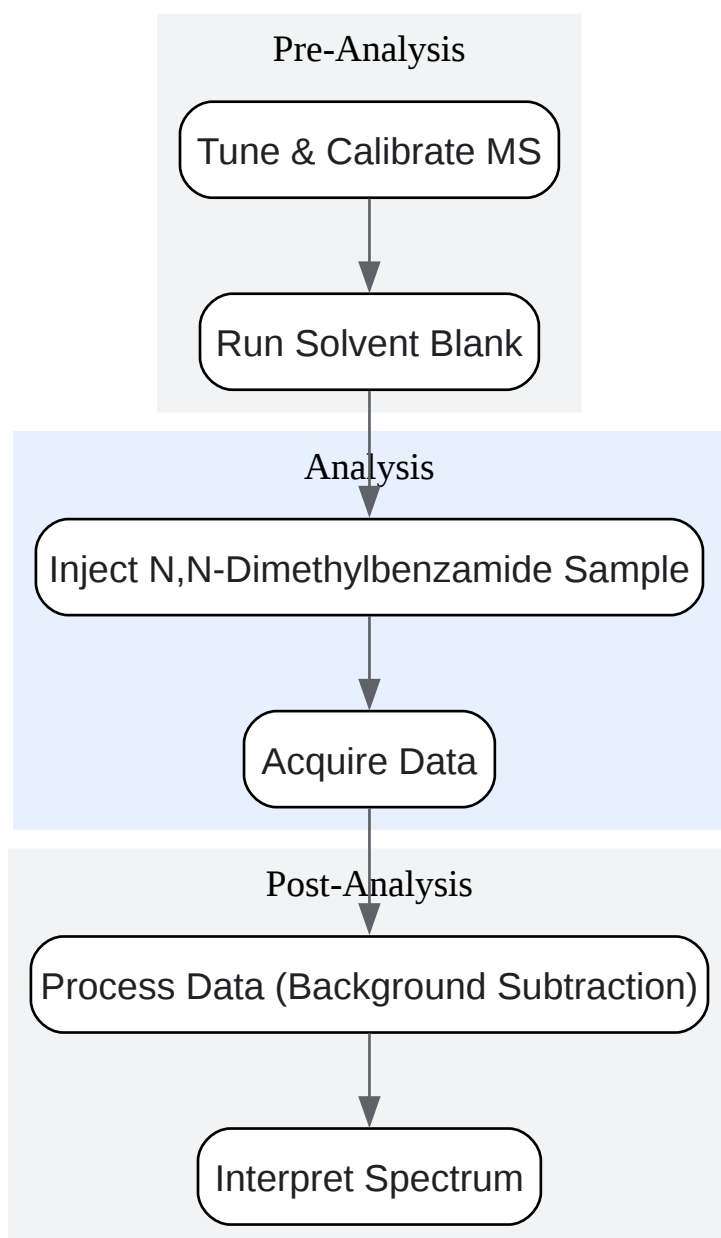 Pre-Analysis
Tune & Calibrate MS
Run Solvent Blank
Analysis
Inject N,N-Dimethylbenzamide Sample
Acquire Data
Post-Analysis
Process Data (Background Subtraction)
Interpret Spectrum